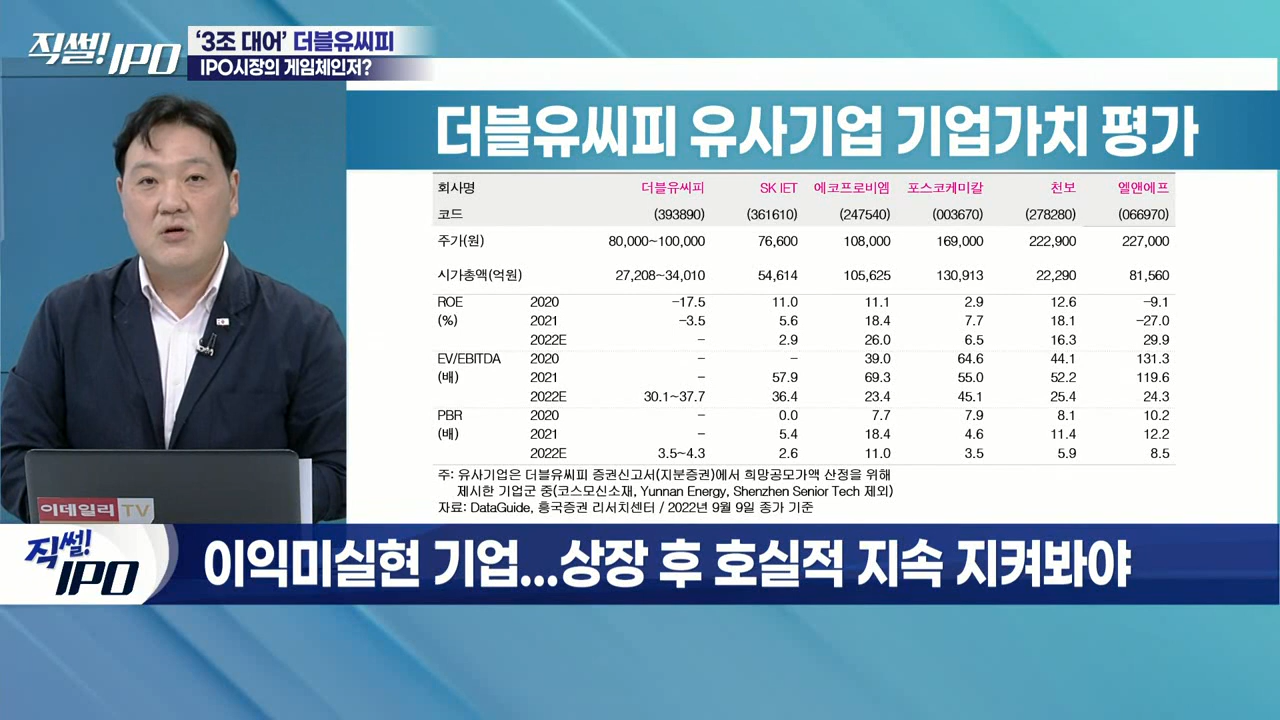 직썰! IPO
‘3조 대어’ 더블유씨피
IPO시장의 게임체인저?
더블유씨피 유사기업 기업가치 평가
회사명 더블유씨피 SK IET 에코프로비엠 포스코케미칼 천보 엘앤에프
코드 (393890) (361610) (247540) (003670) (278280) (066970)
주가(원) 80,000~100,000 76,600 108,000 169,000 222,900 227,000
시가총액(억원) 27,208~34,010 54,614 105,625 130,913 22,290 81,560
ROE 2020 -17.5 11.0 11.1 2.9 12.6 -9.1
(%) 2021 -3.5 5.6 18.4 7.7 18.1 -27.0
2022E - 2.9 26.0 6.5 16.3 29.9
EV/EBITDA 2020 - - 39.0 64.6 44.1 131.3
(배) 2021 - 57.9 69.3 55.0 52.2 119.6
2022E 30.1~37.7 36.4 23.4 45.1 25.4 24.3
PBR 2020 - 0.0 7.7 7.9 8.1 10.2
(배) 2021 - 5.4 18.4 4.6 11.4 12.2
2022E 3.5~4.3 2.6 11.0 3.5 5.9 8.5
주: 유사기업은 더블유씨피 증권신고서(지분증권)에서 희망공모가액 산정을 위해
제시한 기업군 중(코스모신소재, Yunnan Energy, Shenzhen Senior Tech 제외)
자료: DataGuide, 흥국증권 리서치센터 / 2022년 9월 9일 종가 기준
이데일리TV
직썰! IPO
이익미실현 기업...상장 후 호실적 지속 지켜봐야